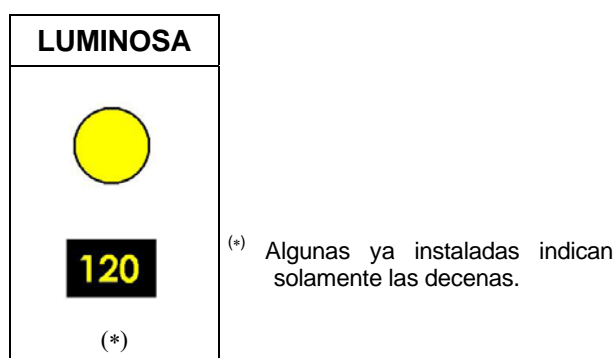 LUMINOSA
120
(*)
(*) Algunas ya instaladas indican
solamente las decenas.